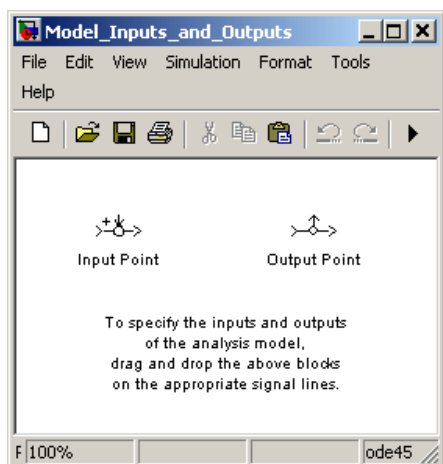 Model_Inputs_and_Outputs
File Edit View Simulation Format Tools
Help
Input Point
Output Point
To specify the inputs and outputs
of the analysis model,
drag and drop the above blocks
on the appropriate signal lines.
F 100% ode45